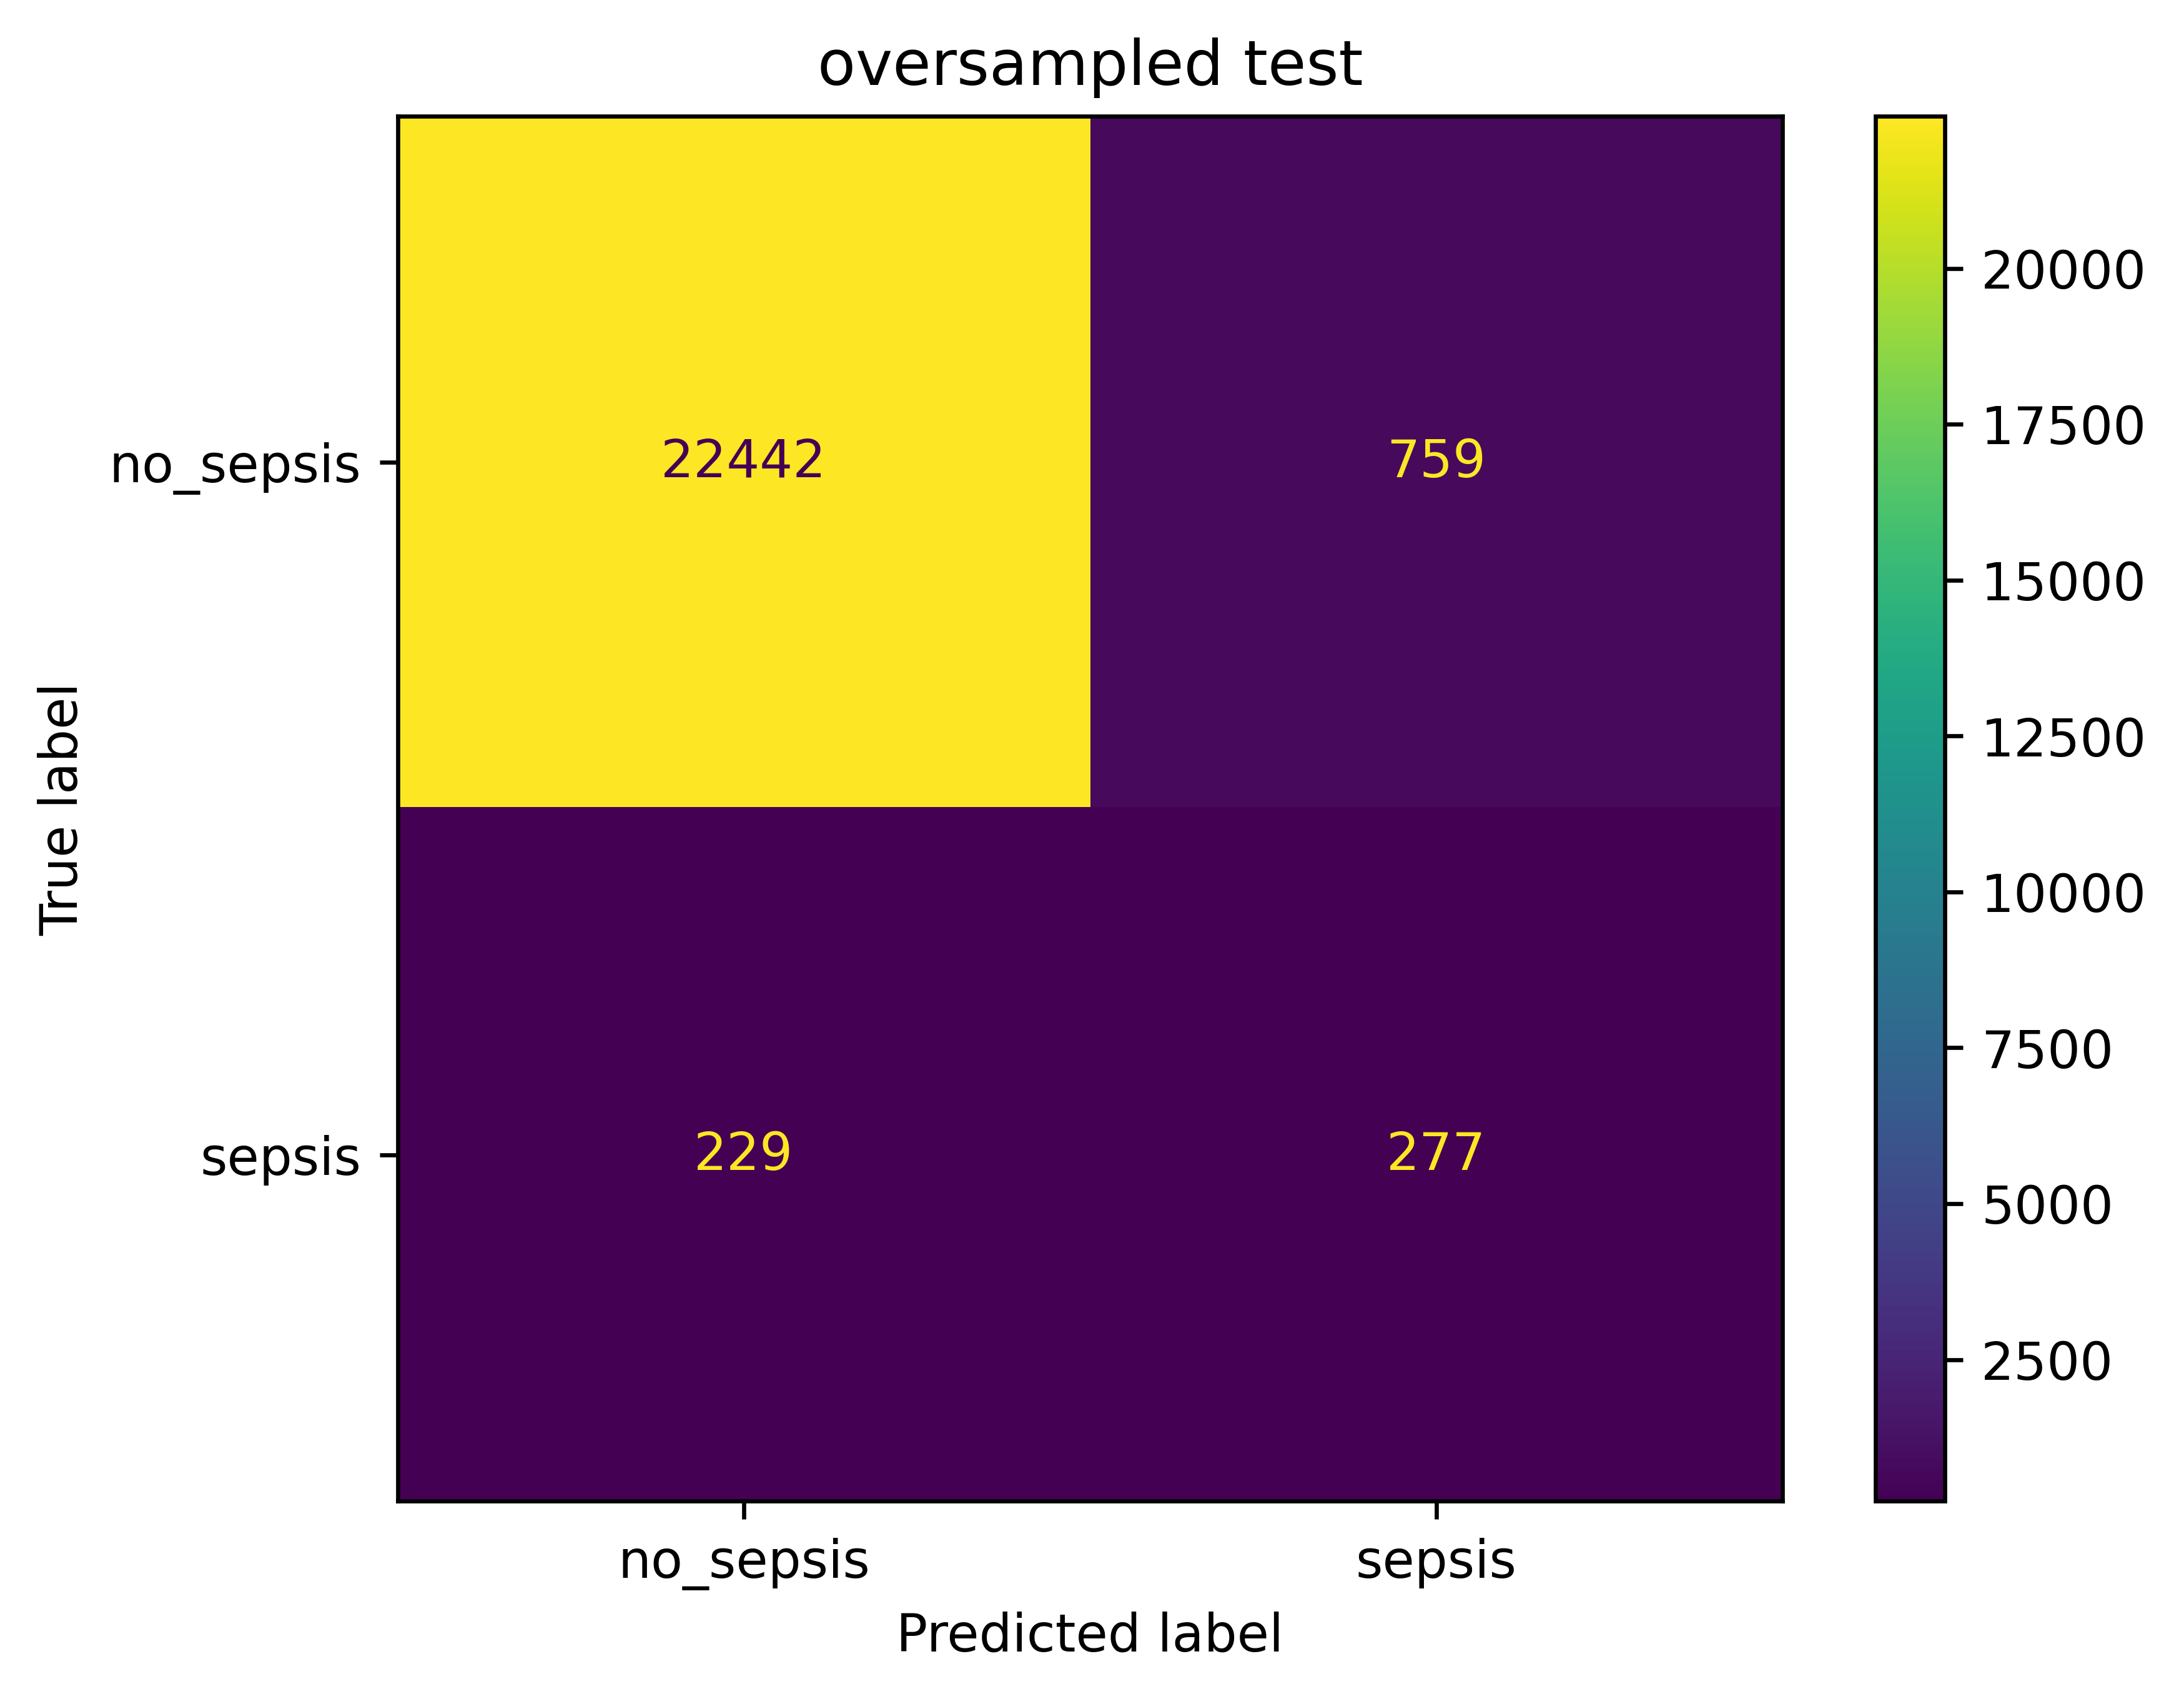 oversampled test
True label
no_sepsis
22442
759
sepsis
229
277
no_sepsis
sepsis
Predicted label
20000
17500
15000
12500
10000
7500
5000
2500